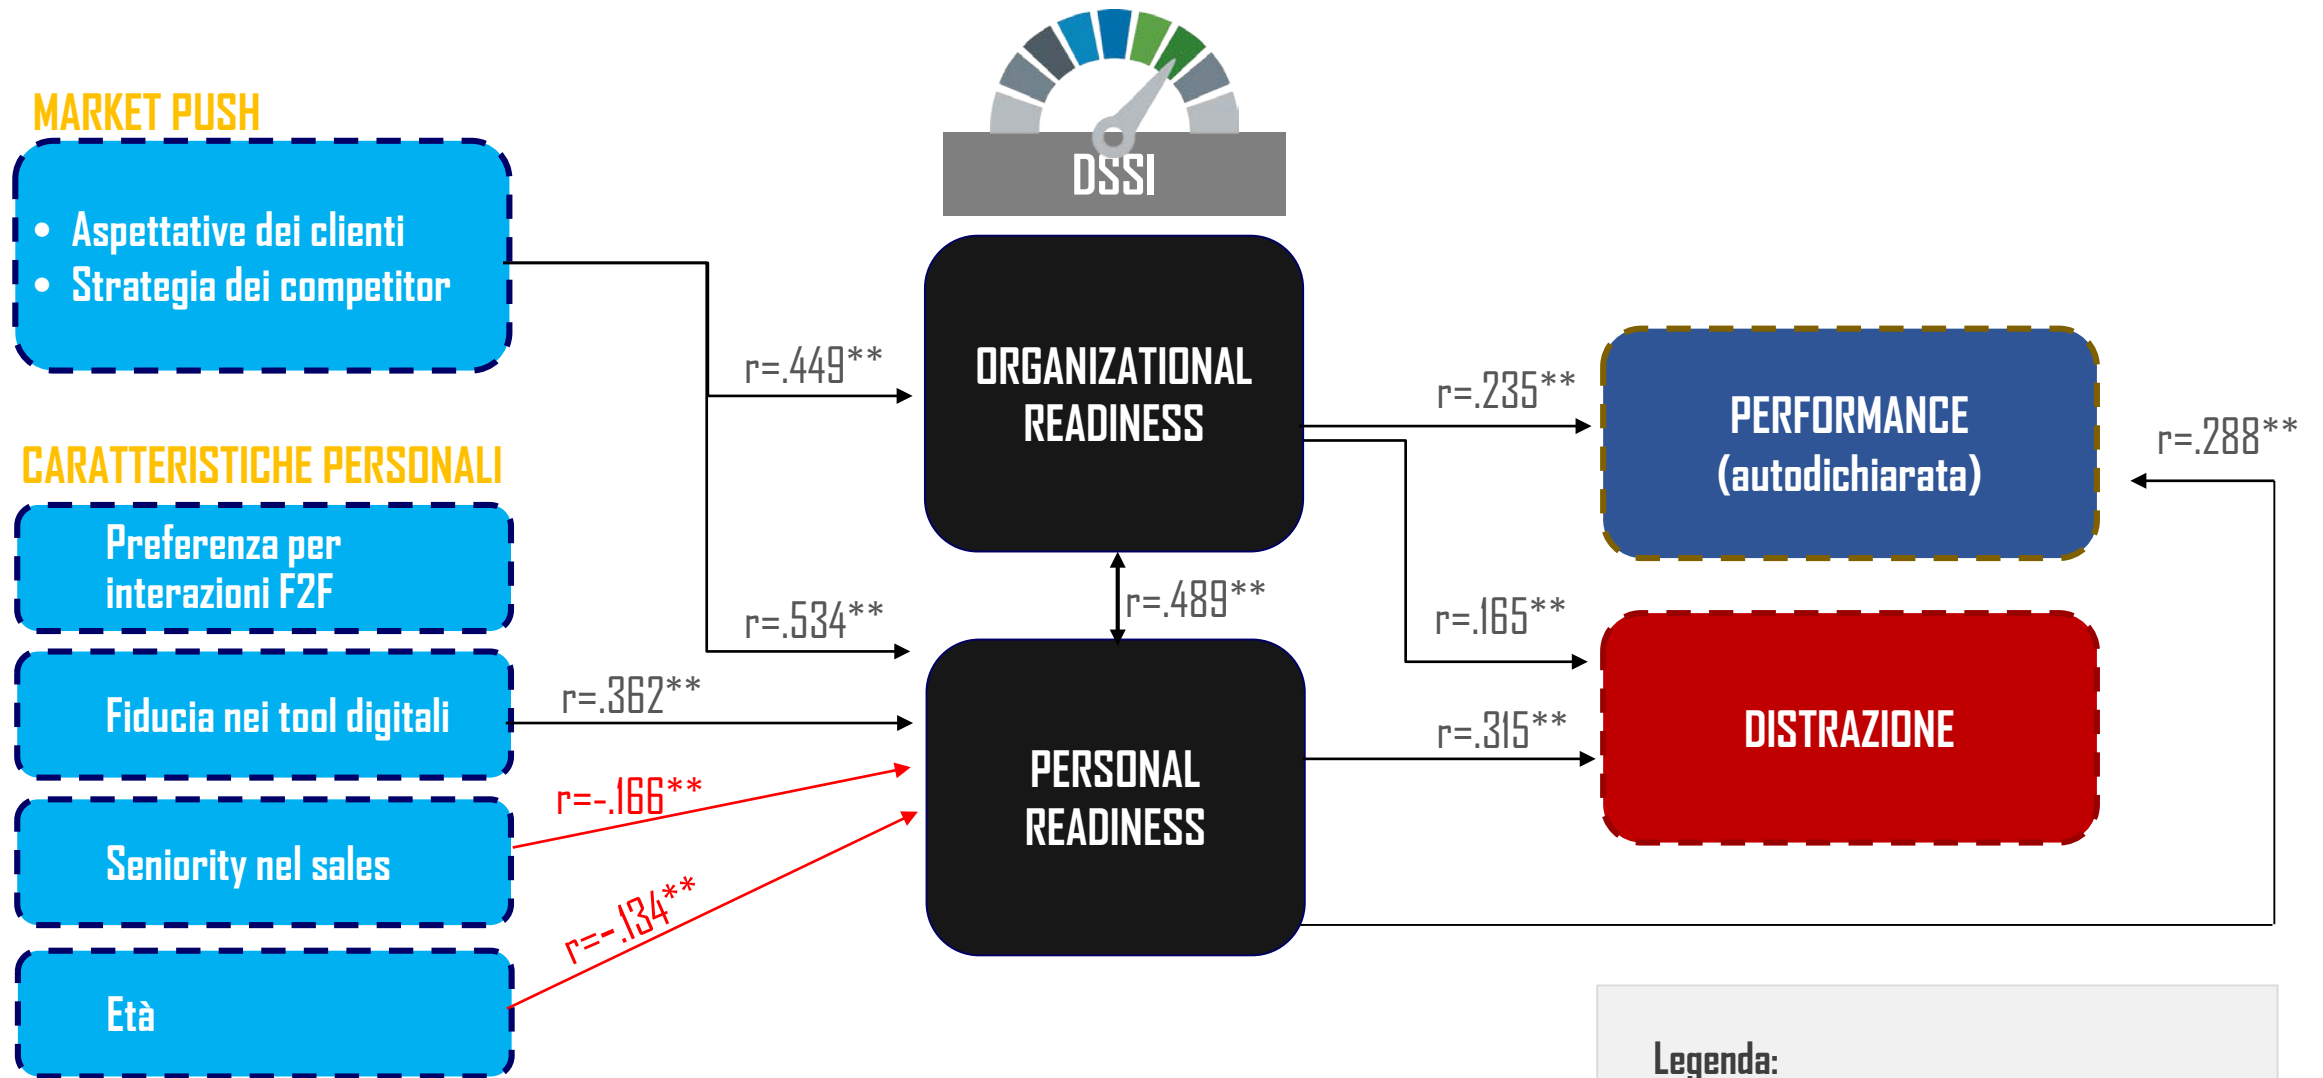 DSSI
MARKET PUSH
• Aspettative dei clienti
• Strategia dei competitor
CARATTERISTICHE PERSONALI
Preferenza per
interazioni F2F
Fiducia nei tool digitali
Seniority nel sales
Età
r=.449**
r=.534**
r=.362**
r=-.166**
r=-.134**
ORGANIZATIONAL
READINESS
r=.489**
PERSONAL
READINESS
r=.235**
r=.165**
r=.315**
PERFORMANCE
(autodichiarata)
r=.288**
DISTRAZIONE
Legenda: